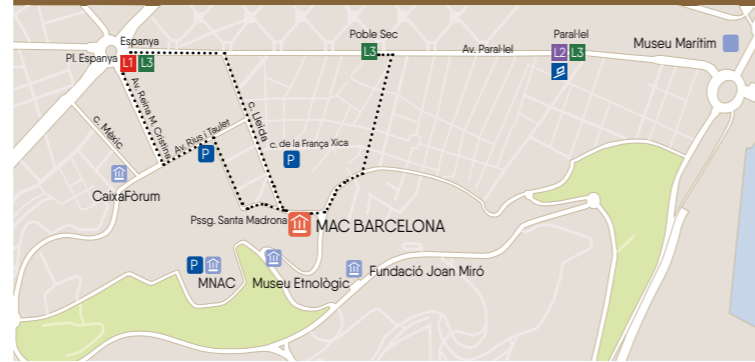 Espanya
Pl. Espanya
L1
L3
Poble Sec
L3
Av. Paral·lel
Paral·lel
L2
L3
Museu Marítim
Av. Reina M. Cristina
c. Mèxic
c. Lleida
Av. Rius i Taulet
P
c. de la França Xica
P
CaixaFòrum
Pssg. Santa Madrona
MAC BARCELONA
P
MNAC
Museu Etnològic
Fundació Joan Miró